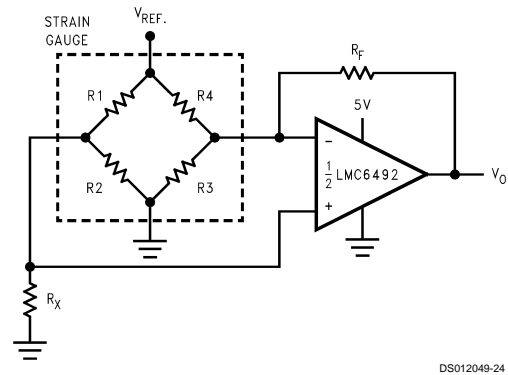 STRAIN
GAUGE
VREF.
R1
R4
R2
R3
RF
5V
−
1/2 LMC6492
+
VO
RX
DS012049-24